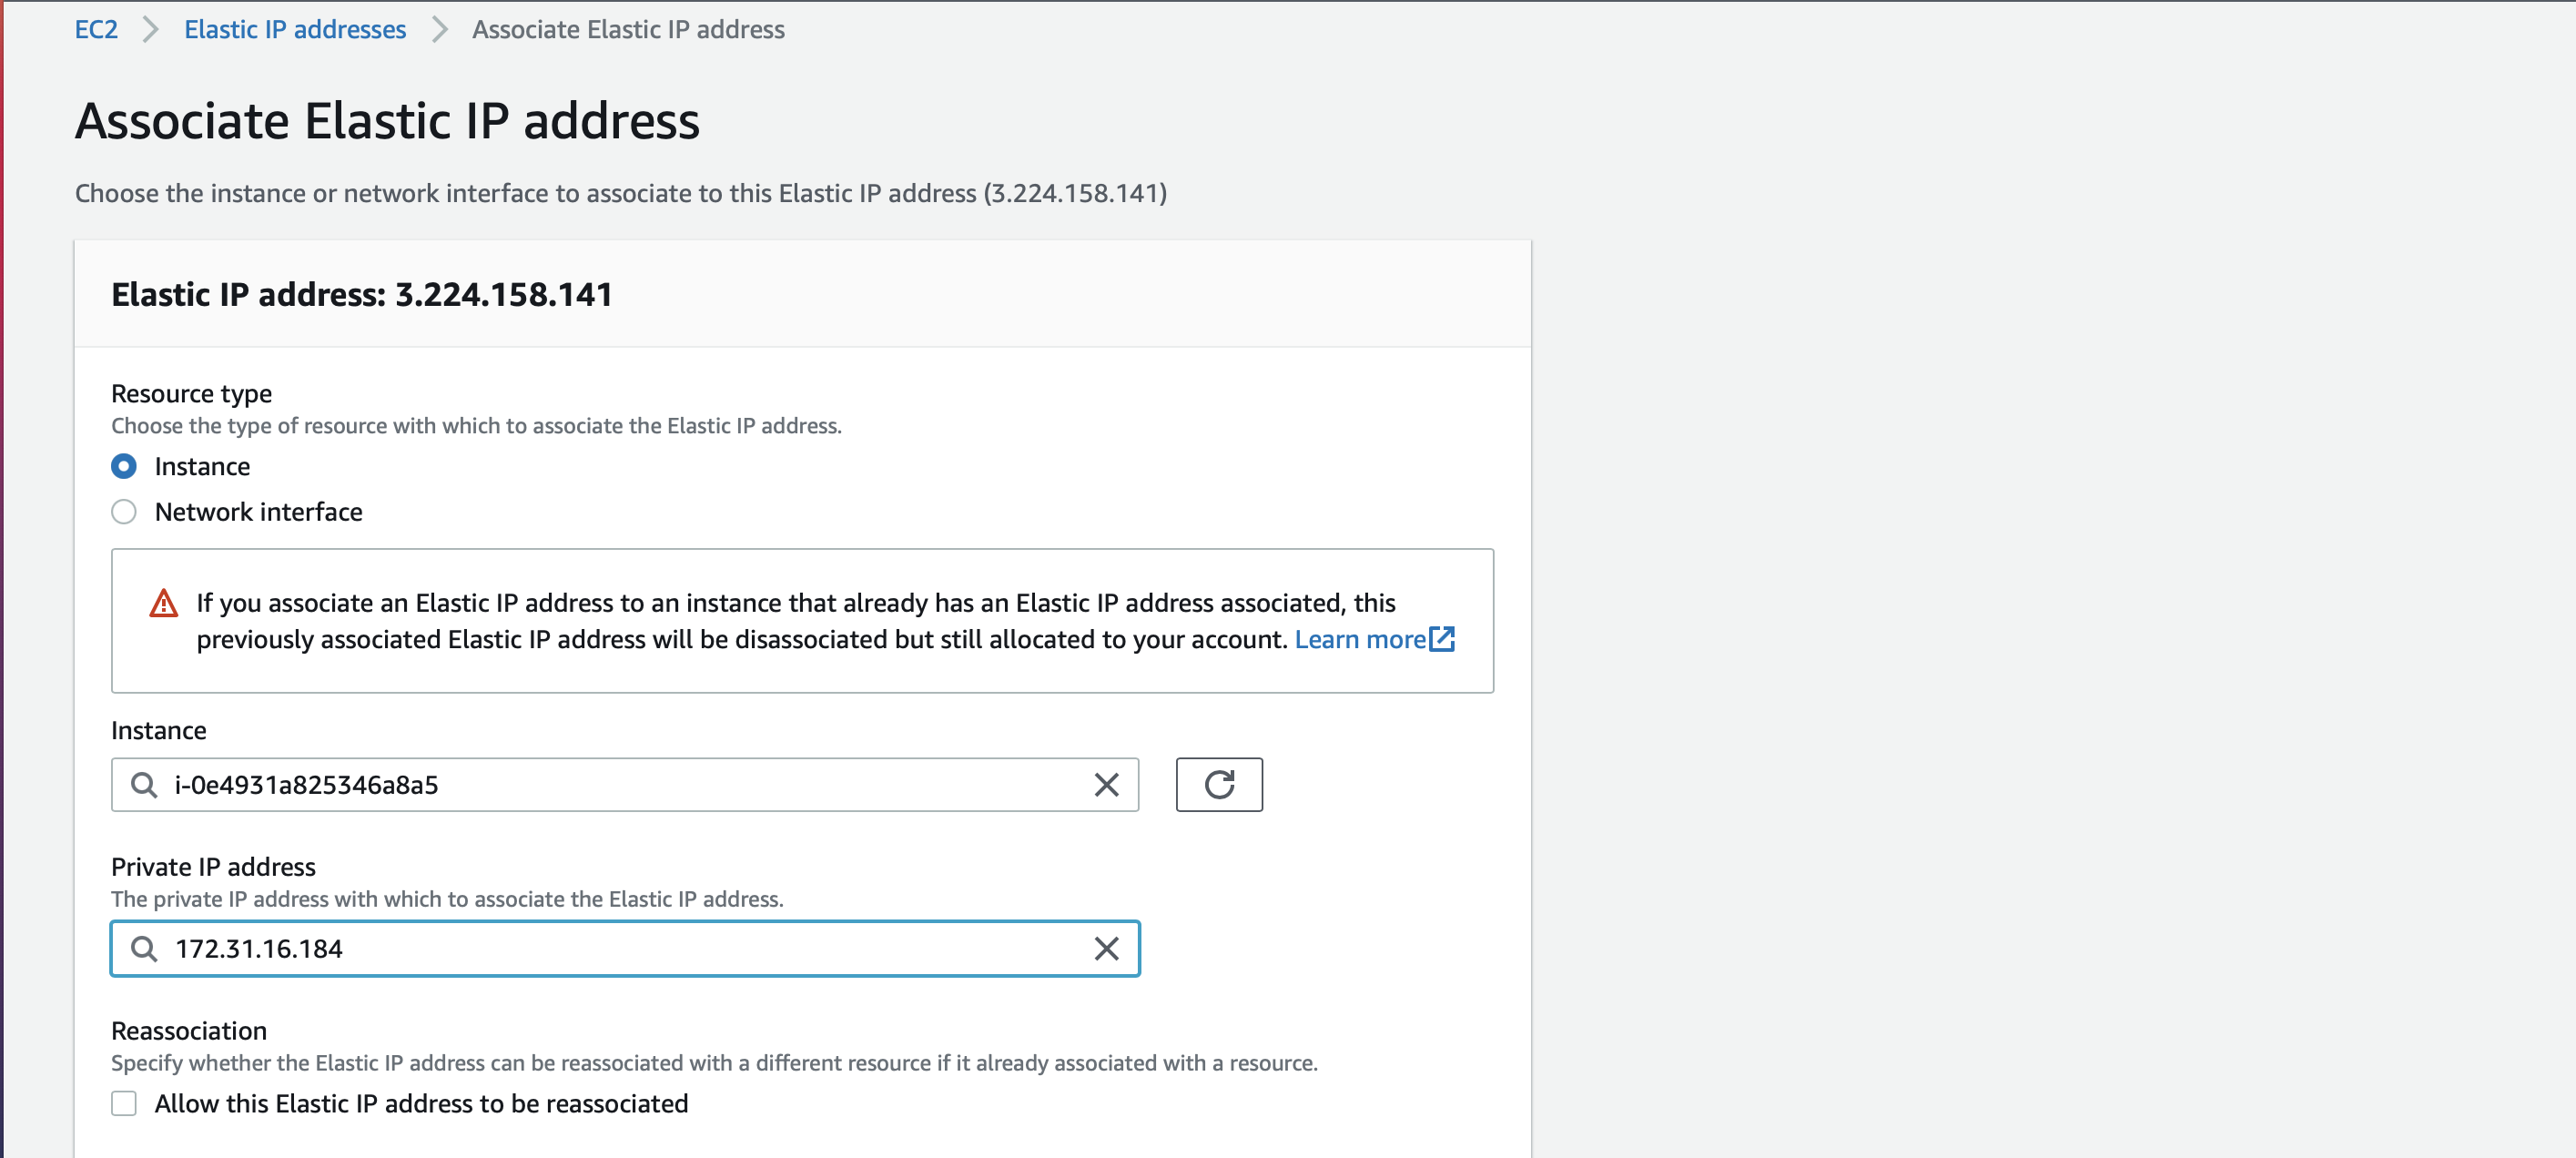 EC2 Elastic IP addresses Associate Elastic IP address
Associate Elastic IP address
Choose the instance or network interface to associate to this Elastic IP address (3.224.158.141)
Elastic IP address: 3.224.158.141
Resource type
Choose the type of resource with which to associate the Elastic IP address.
Instance
Network interface
If you associate an Elastic IP address to an instance that already has an Elastic IP address associated, this
previously associated Elastic IP address will be disassociated but still allocated to your account. Learn more
Instance
i-0e4931a825346a8a5
Private IP address
The private IP address with which to associate the Elastic IP address.
172.31.16.184
Reassociation
Specify whether the Elastic IP address can be reassociated with a different resource if it already associated with a resource.
Allow this Elastic IP address to be reassociated